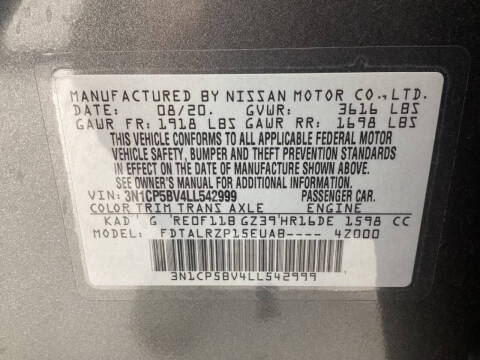 MANUFACTURED BY NISSAN MOTOR CO., LTD.
DATE: 08/20. GVWR: 3616 LBS
GAWR FR: 1918 LBS GAWR RR: 1698 LBS
THIS VEHICLE CONFORMS TO ALL APPLICABLE FEDERAL MOTOR
VEHICLE SAFETY, BUMPER AND THEFT PREVENTION STANDARDS
IN EFFECT ON THE DATE OF MANUFACTURE SHOWN ABOVE.
SEE OWNER'S MANUAL FOR ADDITIONAL INFORMATION.
VIN: 3N1CP5BV4LL542999 PASSENGER CAR.
COLOR TRIM TRANS AXLE ENGINE
KAD G RE0F11B GZ39 HR16DE 1598 CC
MODEL: FDTALRZP15EUAB---- 42000
3N1CP5BV4LL542999